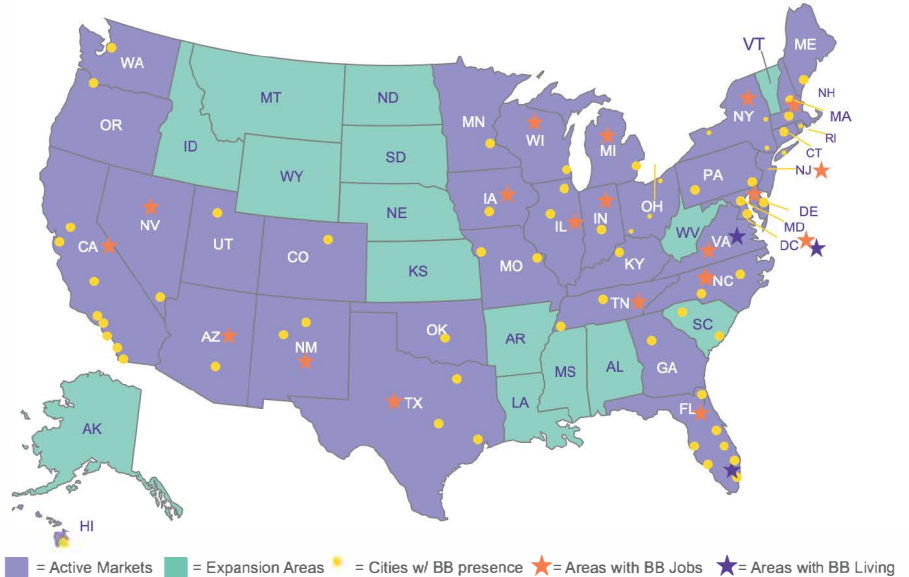 VT
ME
WA
MT
ND
NH
MN
NY
MA
OR
WI
MI
RI
ID
SD
CT
WY
PA
NJ
IA
NE
OH
DE
NV
IL
IN
WV
MD
CA
UT
CO
VA
DC
KS
MO
KY
NC
TN
OK
AZ
NM
AR
SC
MS
AL
GA
TX
LA
FL
AK
HI
= Active Markets = Expansion Areas = Cities w/ BB presence = Areas with BB Jobs = Areas with BB Living